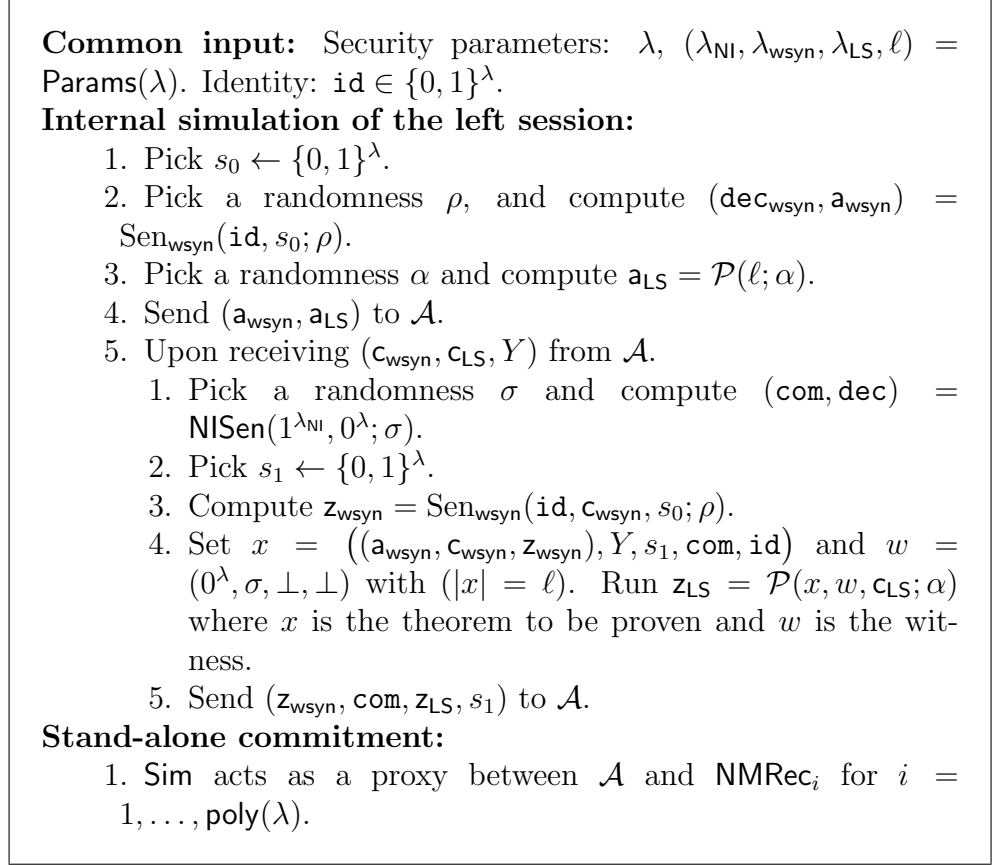 Common input: Security parameters: λ, (λ_NI, λ_wsyn, λ_LS, ℓ) =
Params(λ). Identity: id ∈ {0, 1}^λ.
Internal simulation of the left session:
1. Pick s_0 ← {0, 1}^λ.
2. Pick a randomness ρ, and compute (dec_wsyn, a_wsyn) =
Sen_wsyn(id, s_0; ρ).
3. Pick a randomness α and compute a_LS = 𝒫(ℓ; α).
4. Send (a_wsyn, a_LS) to 𝒜.
5. Upon receiving (c_wsyn, c_LS, Y) from 𝒜.
1. Pick a randomness σ and compute (com, dec) =
NISen(1^{λ_NI}, 0^λ; σ).
2. Pick s_1 ← {0, 1}^λ.
3. Compute z_wsyn = Sen_wsyn(id, c_wsyn, s_0; ρ).
4. Set x = ((a_wsyn, c_wsyn, z_wsyn), Y, s_1, com, id) and w =
(0^λ, σ, ⊥, ⊥) with (|x| = ℓ). Run z_LS = 𝒫(x, w, c_LS; α)
where x is the theorem to be proven and w is the wit-
ness.
5. Send (z_wsyn, com, z_LS, s_1) to 𝒜.
Stand-alone commitment:
1. Sim acts as a proxy between 𝒜 and NMRec_i for i =
1, . . . , poly(λ).